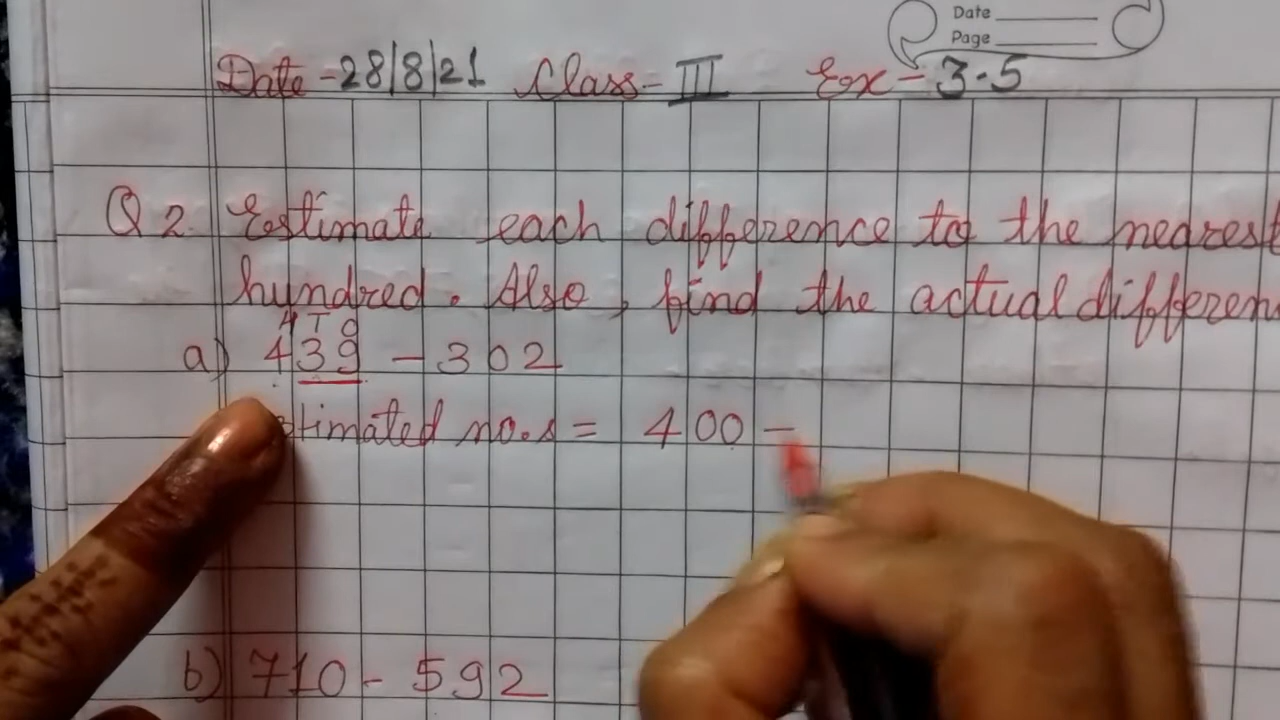 Date
Page
Date - 28/8/21 Class - III Ex - 3.5
Q 2 Estimate each difference to the nearest
hundred. Also, find the actual differen
H T O
a) 439 - 302
timated no.s = 400 -
b) 710 - 592